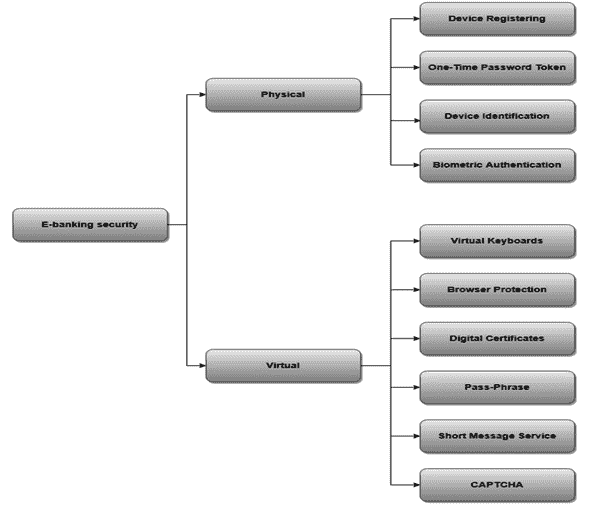 E-banking security
Physical
Device Registering
One-Time Password Token
Device Identification
Biometric Authentication
Virtual
Virtual Keyboards
Browser Protection
Digital Certificates
Pass-Phrase
Short Message Service
CAPTCHA